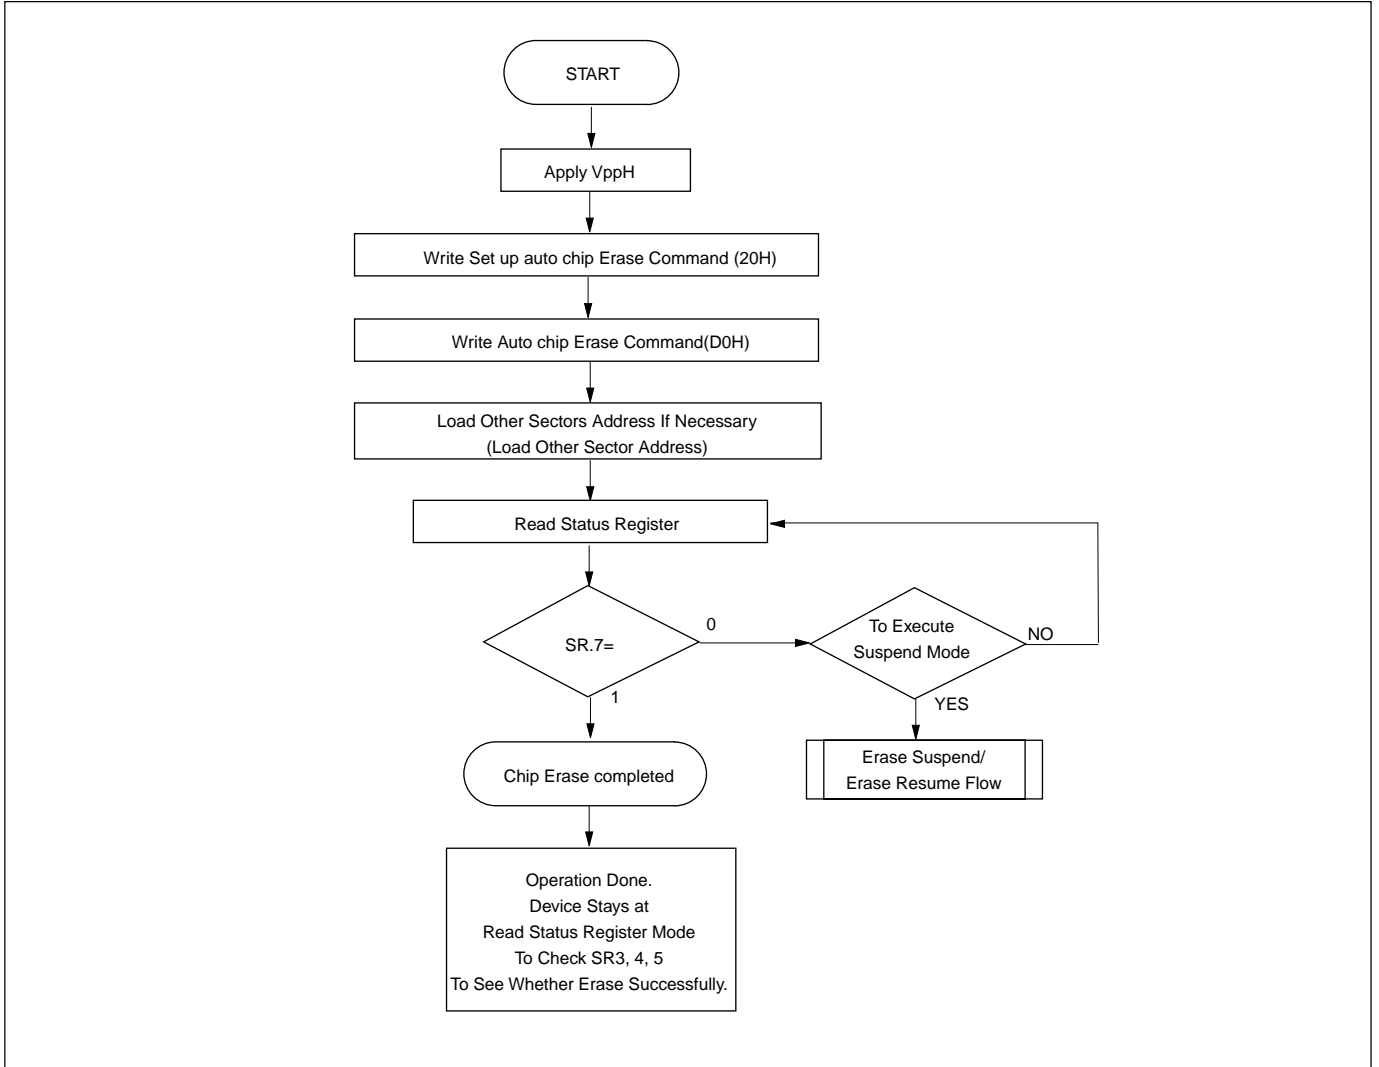 START
Apply VppH
Write Set up auto chip Erase Command (20H)
Write Auto chip Erase Command(D0H)
Load Other Sectors Address If Necessary
(Load Other Sector Address)
Read Status Register
SR.7=
0
To Execute
Suspend Mode
NO
1
YES
Chip Erase completed
Erase Suspend/
Erase Resume Flow
Operation Done.
Device Stays at
Read Status Register Mode
To Check SR3, 4, 5
To See Whether Erase Successfully.